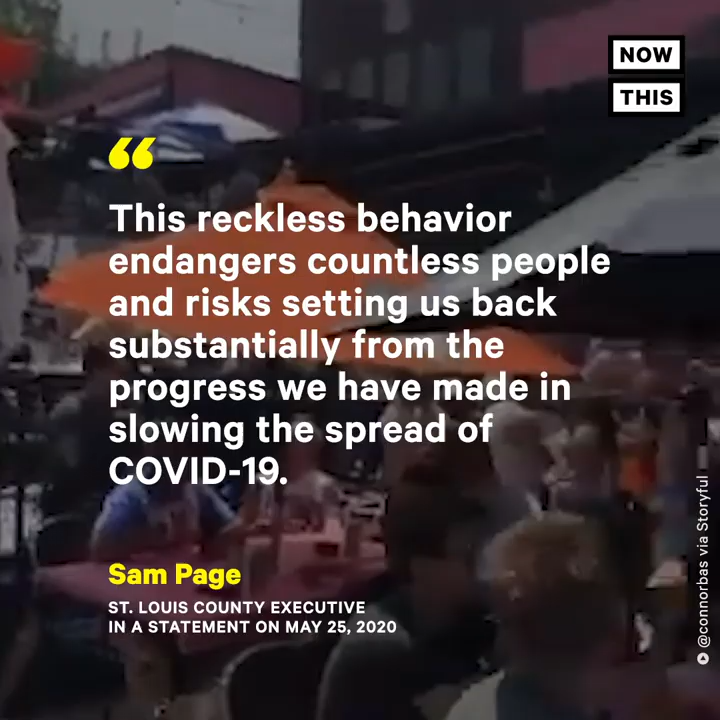 NOW
THIS
“
This reckless behavior
endangers countless people
and risks setting us back
substantially from the
progress we have made in
slowing the spread of
COVID-19.
Sam Page
ST. LOUIS COUNTY EXECUTIVE
IN A STATEMENT ON MAY 25, 2020
@connorbas via Storyful